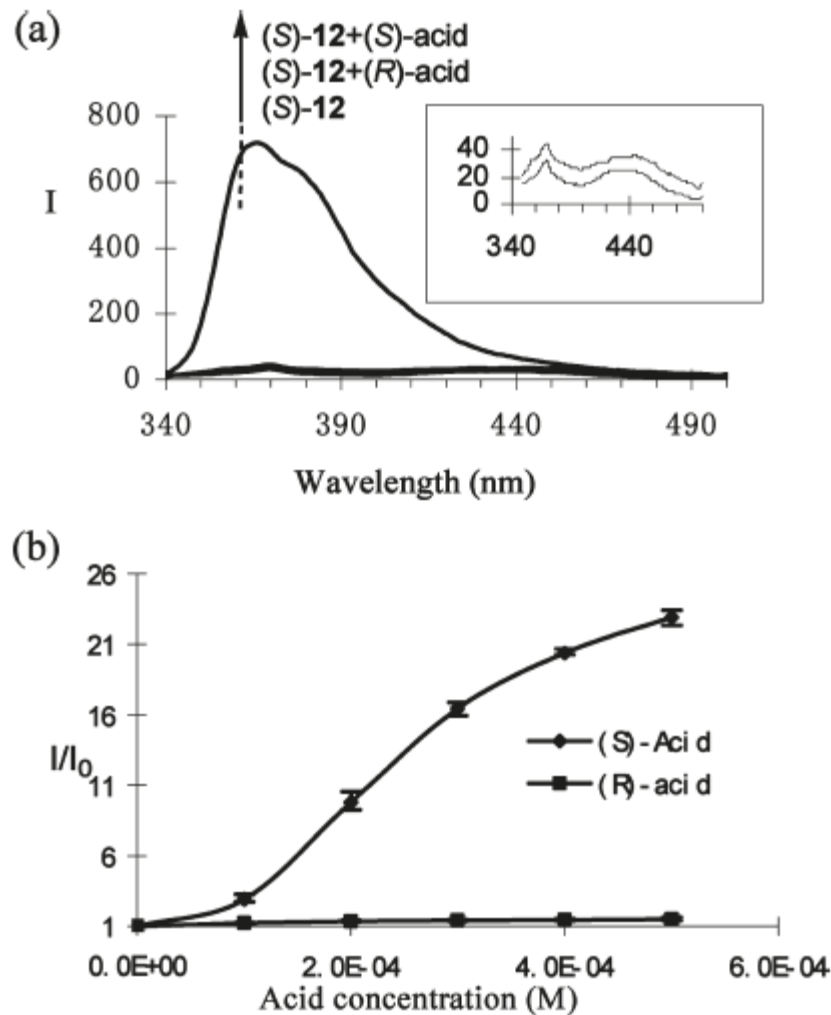 (a)
(S)-12+(S)-acid
(S)-12+(R)-acid
(S)-12
800
600
I
400
200
0
40
20
0
340 440
340 390 440 490
Wavelength (nm)
(b)
26
21
16
I/I0
11
6
1
(S)-Acid
(R)-acid
0.0E+00 2.0E-04 4.0E-04 6.0E-04
Acid concentration (M)